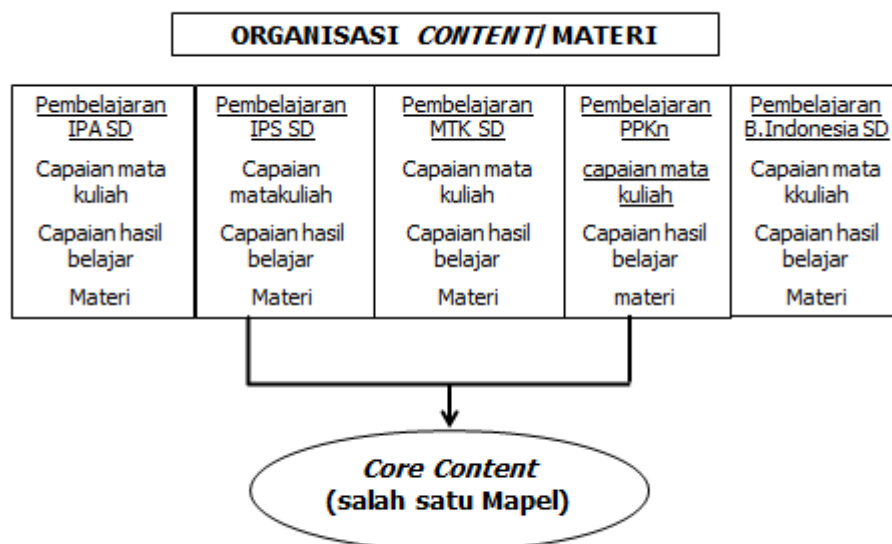 ORGANISASI CONTENT/ MATERI
Pembelajaran
IPA SD
Capaian mata
kuliah
Capaian hasil
belajar
Materi
Pembelajaran
IPS SD
Capaian
matakuliah
Capaian hasil
belajar
Materi
Pembelajaran
MTK SD
Capaian mata
kuliah
Capaian hasil
belajar
Materi
Pembelajaran
PPKn
capaian mata
kuliah
Capaian hasil
belajar
materi
Pembelajaran
B.Indonesia SD
Capaian mata
kkuliah
Capaian hasil
belajar
Materi
Core Content
(salah satu Mapel)